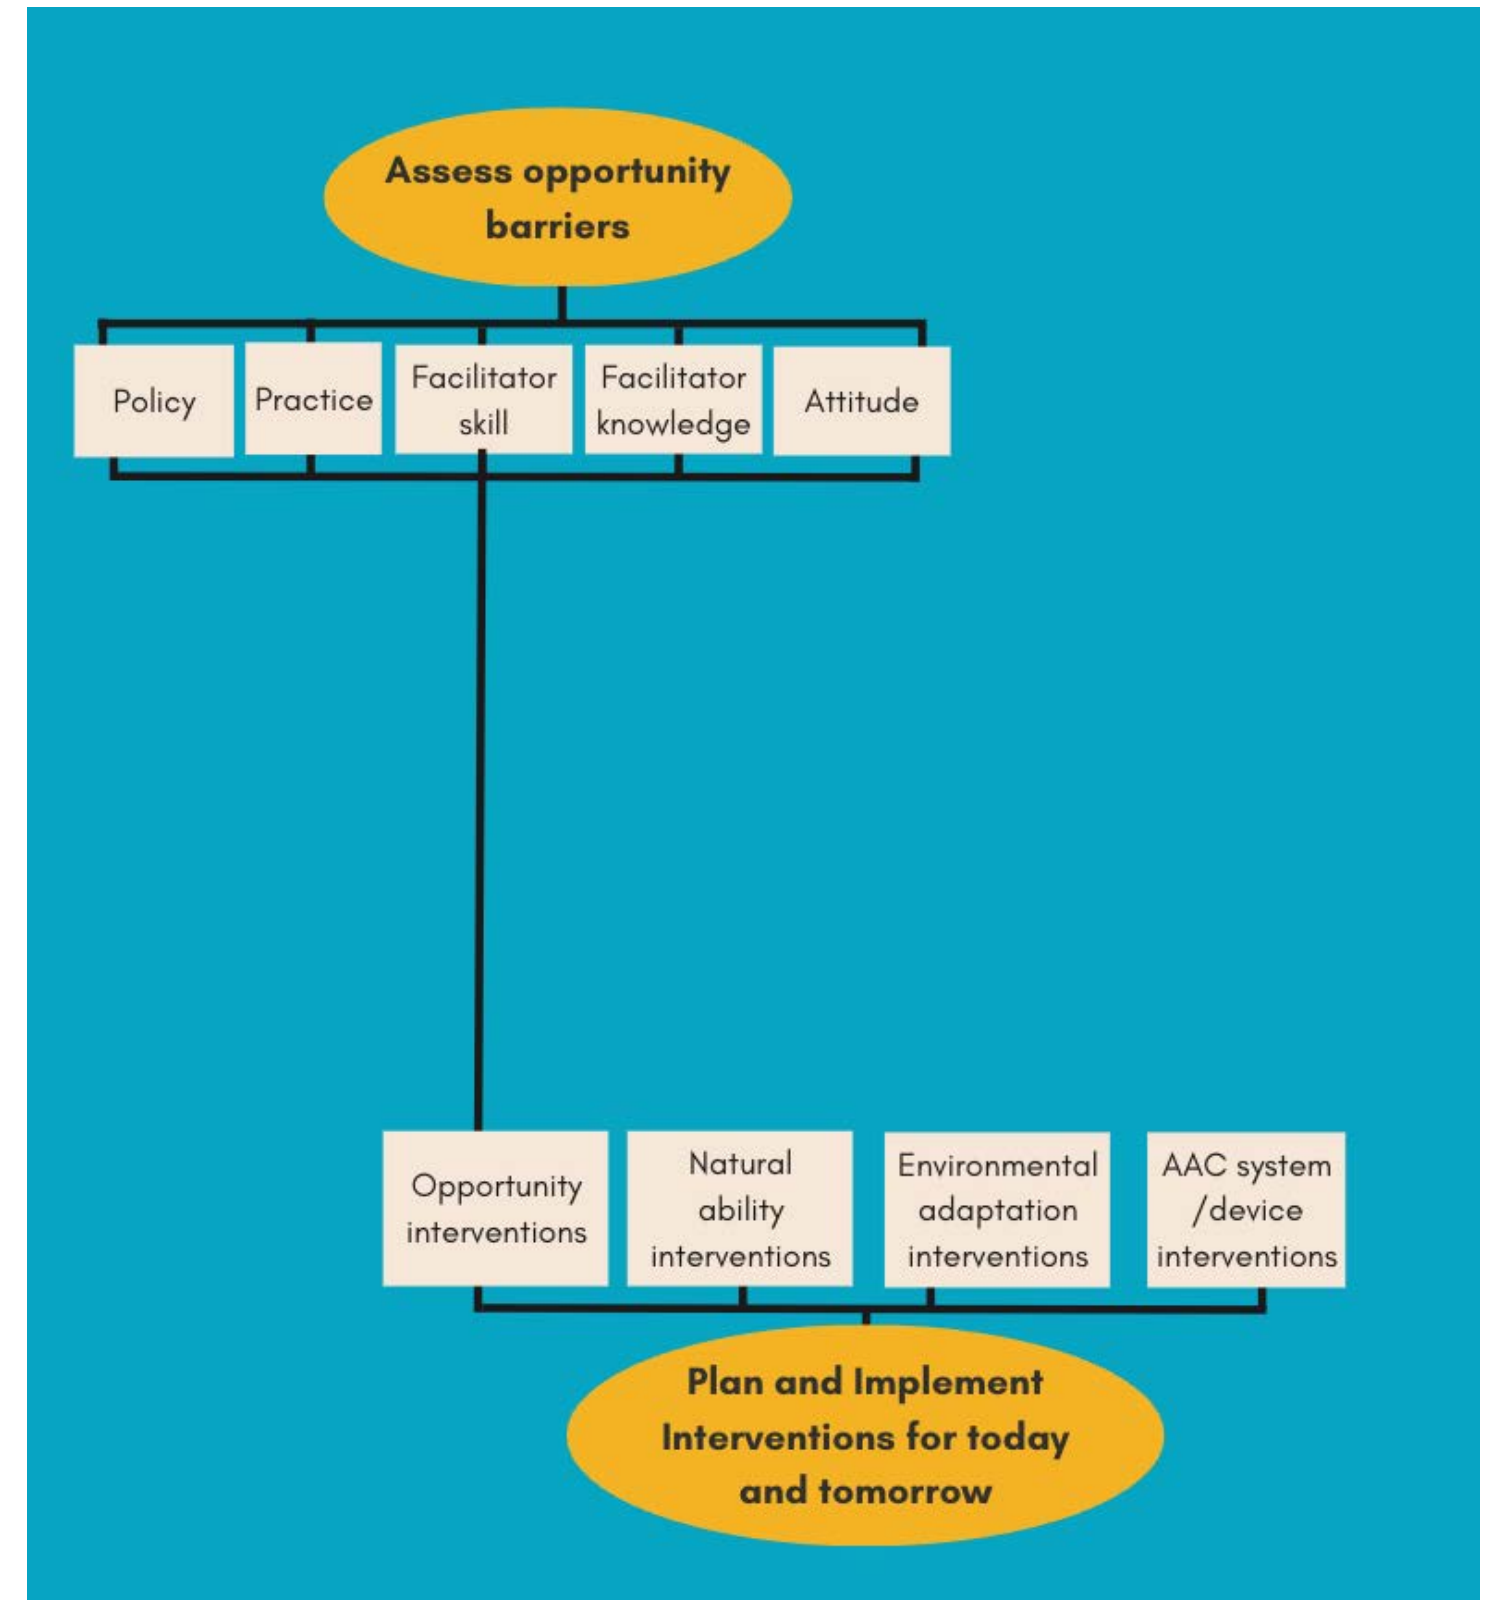 Assess opportunity
barriers
Policy
Practice
Facilitator
skill
Facilitator
knowledge
Attitude
Opportunity
interventions
Natural
ability
interventions
Environmental
adaptation
interventions
AAC system
/device
interventions
Plan and Implement
Interventions for today
and tomorrow